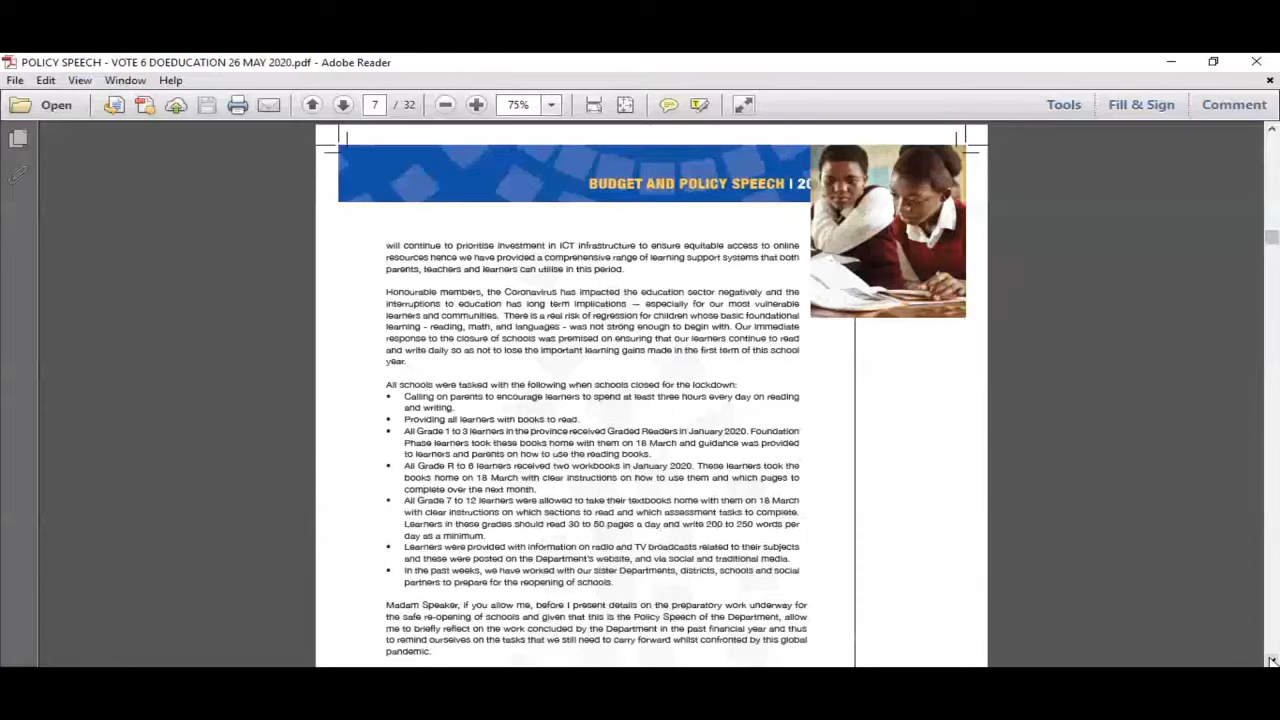 POLICY SPEECH - VOTE 6 DOEDUCATION 26 MAY 2020.pdf - Adobe Reader
File Edit View Window Help
Open 7 / 32 75% Tools Fill & Sign Comment
BUDGET AND POLICY SPEECH | 20
will continue to prioritise investment in ICT infrastructure to ensure equitable access to online
resources hence we have provided a comprehensive range of learning support systems that both
parents, teachers and learners can utilise in this period.
Honourable members, the Coronavirus has impacted the education sector negatively and the
interruptions to education has long term implications — especially for our most vulnerable
learners and communities. There is a real risk of regression for children whose basic foundational
learning - reading, math, and languages - was not strong enough to begin with. Our immediate
response to the closure of schools was premised on ensuring that our learners continue to read
and write daily so as not to lose the important learning gains made in the first term of this school
year.
All schools were tasked with the following when schools closed for the lockdown:
• Calling on parents to encourage learners to spend at least three hours every day on reading
and writing.
• Providing all learners with books to read.
• All Grade 1 to 3 learners in the province received Graded Readers in January 2020. Foundation
Phase learners took these books home with them on 18 March and guidance was provided
to learners and parents on how to use the reading books.
• All Grade R to 6 learners received two workbooks in January 2020. These learners took the
books home on 18 March with clear instructions on how to use them and which pages to
complete over the next month.
• All Grade 7 to 12 learners were allowed to take their textbooks home with them on 18 March
with clear instructions on which sections to read and which assessment tasks to complete.
Learners in these grades should read 30 to 50 pages a day and write 200 to 250 words per
day as a minimum.
• Learners were provided with information on radio and TV broadcasts related to their subjects
and these were posted on the Department's website, and via social and traditional media.
• In the past weeks, we have worked with our sister Departments, districts, schools and social
partners to prepare for the reopening of schools.
Madam Speaker, if you allow me, before I present details on the preparatory work underway for
the safe re-opening of schools and given that this is the Policy Speech of the Department, allow
me to briefly reflect on the work concluded by the Department in the past financial year and thus
to remind ourselves on the tasks that we still need to carry forward whilst confronted by this global
pandemic.